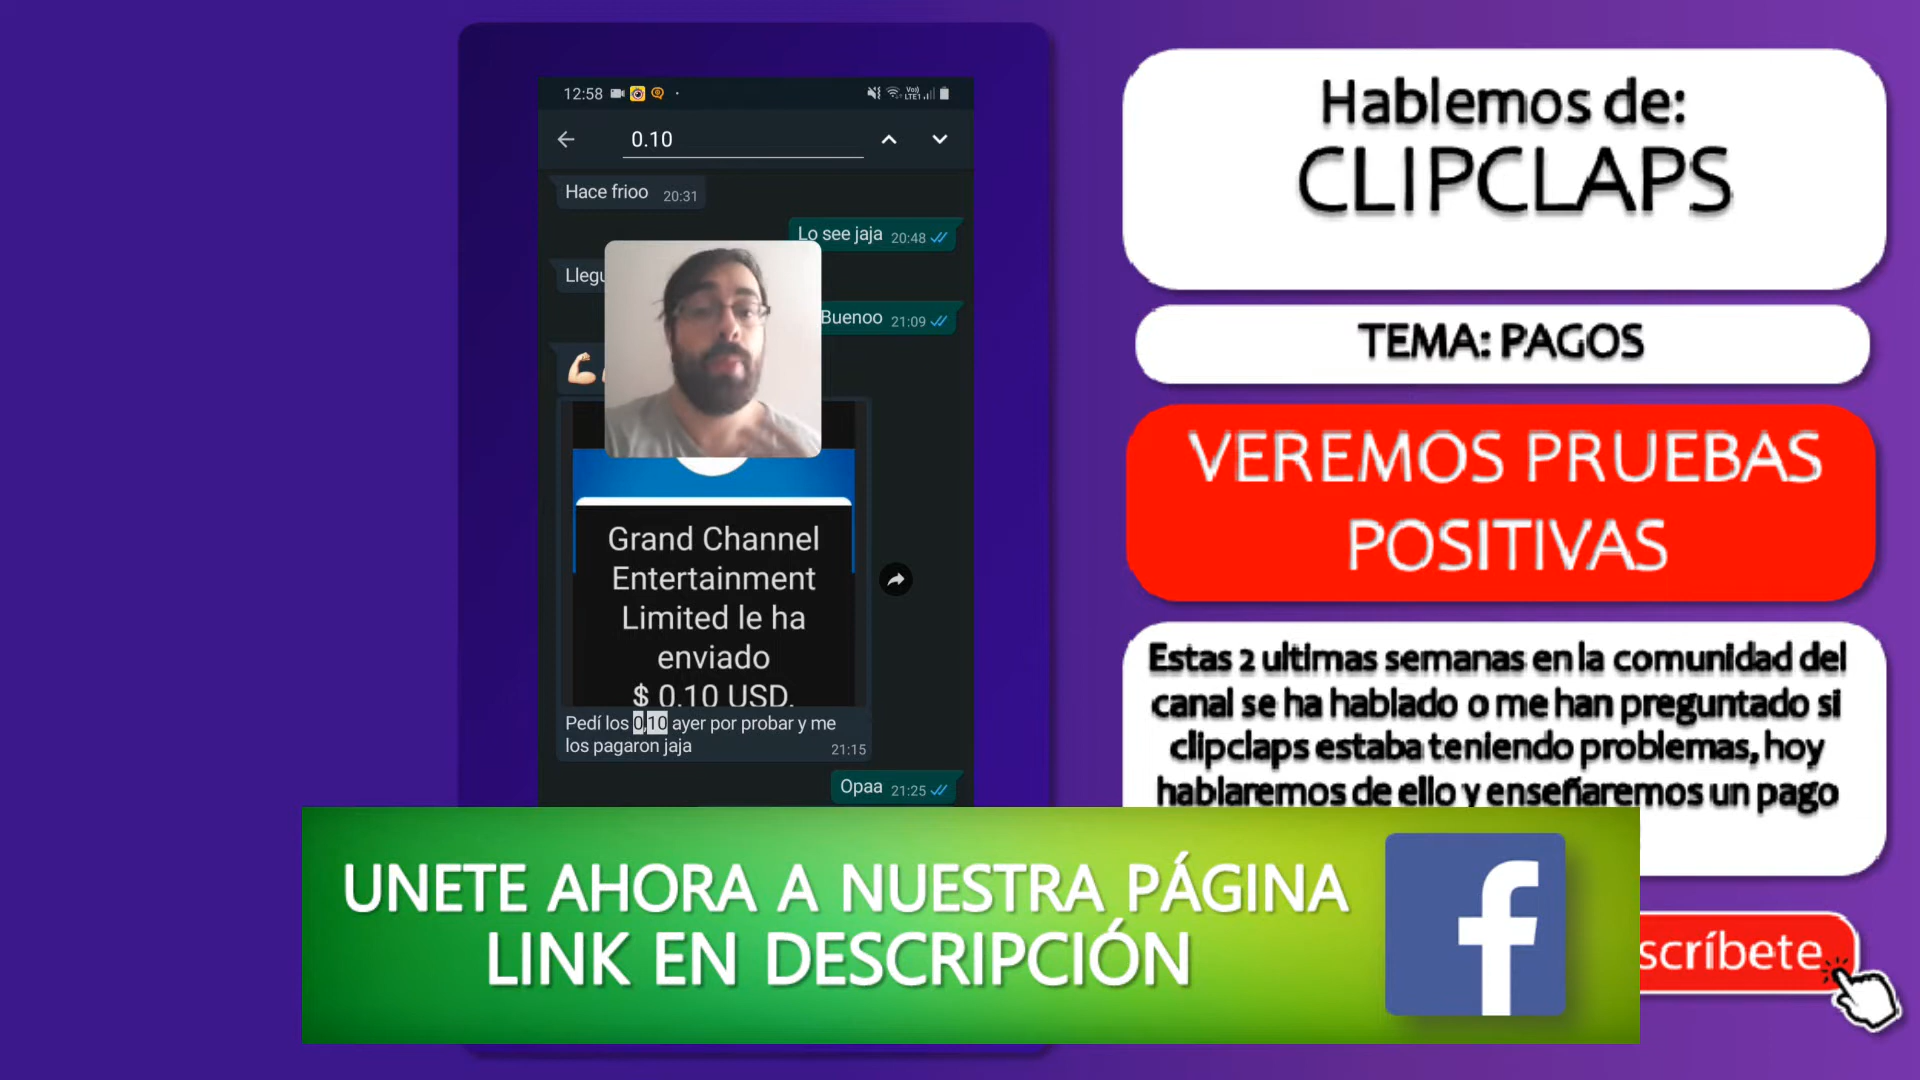 12:58
VoJ)
LTE1
0.10
Hace frioo 20:31
Lo see jaja 20:48
Buenoo 21:09
Grand Channel
Entertainment
Limited le ha
enviado
$ 0.10 USD.
Pedí los 0,10 ayer por probar y me
los pagaron jaja
21:15
Opaa 21:25
Hablemos de:
CLIPCLAPS
TEMA: PAGOS
VEREMOS PRUEBAS
POSITIVAS
Estas 2 ultimas semanas en la comunidad del
canal se ha hablado o me han preguntado si
clipclaps estaba teniendo problemas, hoy
hablaremos de ello y enseñaremos un pago
UNETE AHORA A NUESTRA PÁGINA
LINK EN DESCRIPCIÓN
f
scríbete